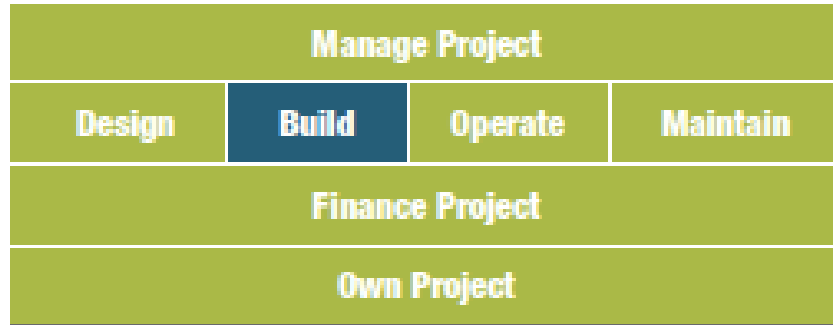 Manage Project
Design Build Operate Maintain
Finance Project
Own Project